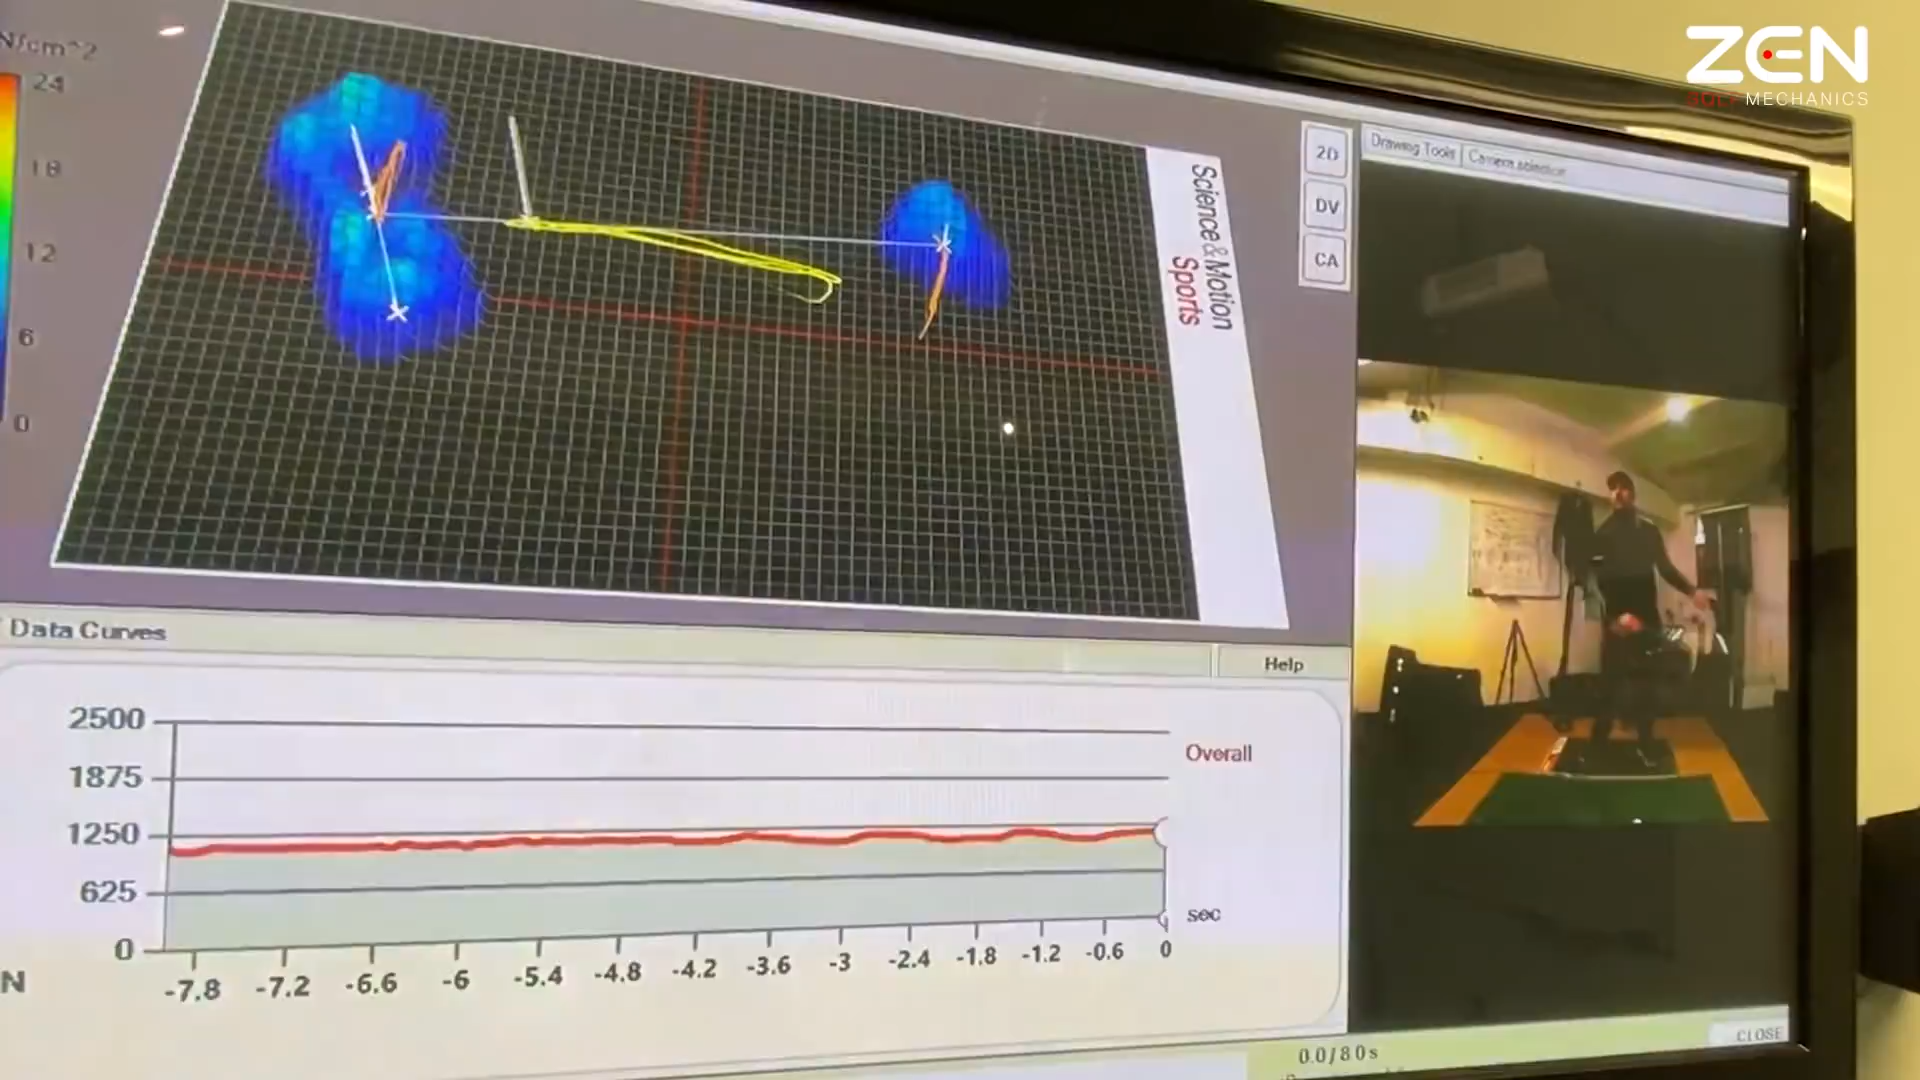 ZEN
GOLF MECHANICS
N/cm^2
24
18
12
6
0
Science&Motion
Sports
2D
DV
CA
Drawing Tools
Camera selection
Data Curves
Help
2500
1875
1250
625
0
N
Overall
sec
-7.8 -7.2 -6.6 -6 -5.4 -4.8 -4.2 -3.6 -3 -2.4 -1.8 -1.2 -0.6 0
0.0/80s
CLOSE